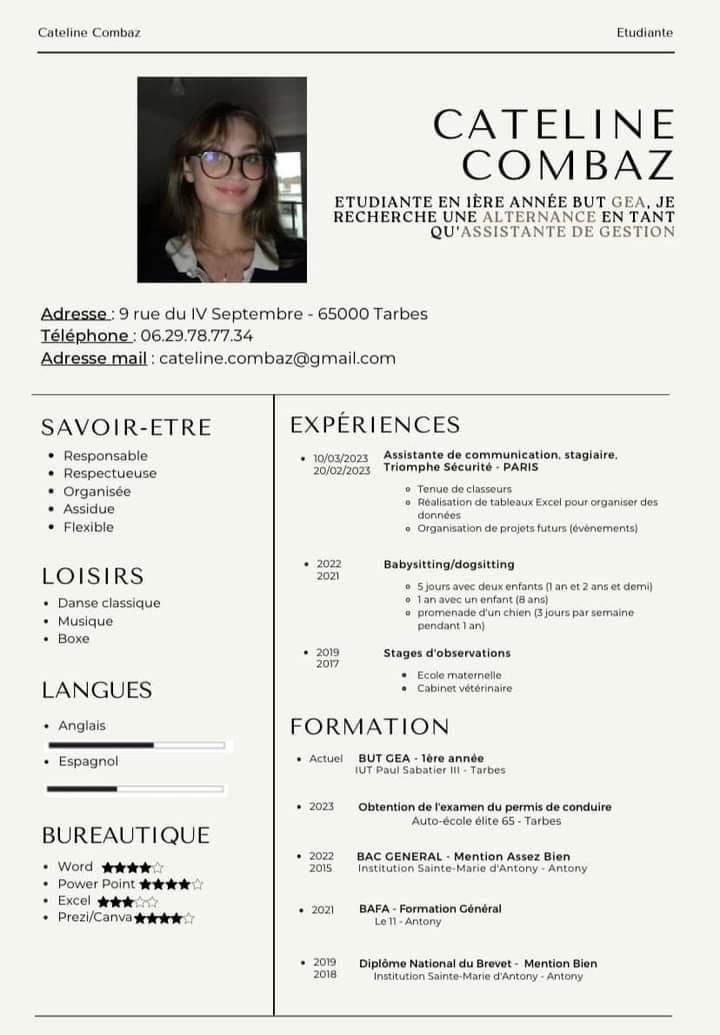 Cateline Combaz
Etudiante
CATELINE
COMBAZ
ETUDIANTE EN 1ÈRE ANNÉE BUT GEA, JE
RECHERCHE UNE ALTERNANCE EN TANT
QU'ASSISTANTE DE GESTION
Adresse : 9 rue du IV Septembre - 65000 Tarbes
Téléphone : 06.29.78.77.34
Adresse mail : cateline.combaz@gmail.com
SAVOIR-ETRE
• Responsable
• Respectueuse
• Organisée
• Assidue
• Flexible
LOISIRS
• Danse classique
• Musique
• Boxe
LANGUES
• Anglais
• Espagnol
BUREAUTIQUE
• Word ★★★★☆
• Power Point ★★★★☆
• Excel ★★★☆☆
• Prezi/Canva ★★★★☆
EXPÉRIENCES
• 10/03/2023
20/02/2023
Assistante de communication, stagiaire,
Triomphe Sécurité - PARIS
Tenue de classeurs
Réalisation de tableaux Excel pour organiser des
données
Organisation de projets futurs (évènements)
• 2022
2021
Babysitting/dogsitting
5 jours avec deux enfants (1 an et 2 ans et demi)
1 an avec un enfant (8 ans)
promenade d'un chien (3 jours par semaine
pendant 1 an)
• 2019
2017
Stages d'observations
• Ecole maternelle
• Cabinet vétérinaire
FORMATION
• Actuel BUT GEA - 1ère année
IUT Paul Sabatier III - Tarbes
• 2023 Obtention de l'examen du permis de conduire
Auto-école élite 65 - Tarbes
• 2022
2015
BAC GENERAL - Mention Assez Bien
Institution Sainte-Marie d'Antony - Antony
• 2021 BAFA - Formation Général
Le 11 - Antony
• 2019
2018
Diplôme National du Brevet - Mention Bien
Institution Sainte-Marie d'Antony - Antony